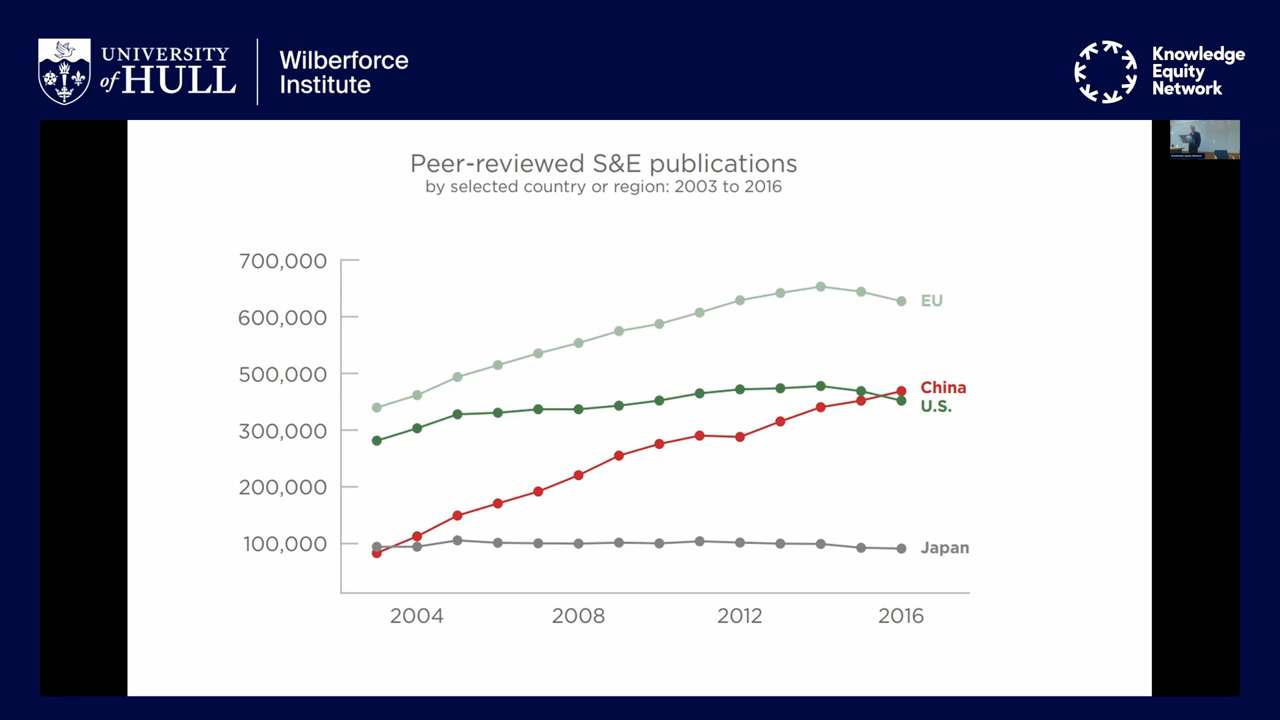 UNIVERSITY
of HULL
Wilberforce
Institute
Knowledge
Equity
Network
Peer-reviewed S&E publications
by selected country or region: 2003 to 2016
700,000
600,000
500,000
300,000
200,000
100,000
EU
China
U.S.
Japan
2004 2008 2012 2016